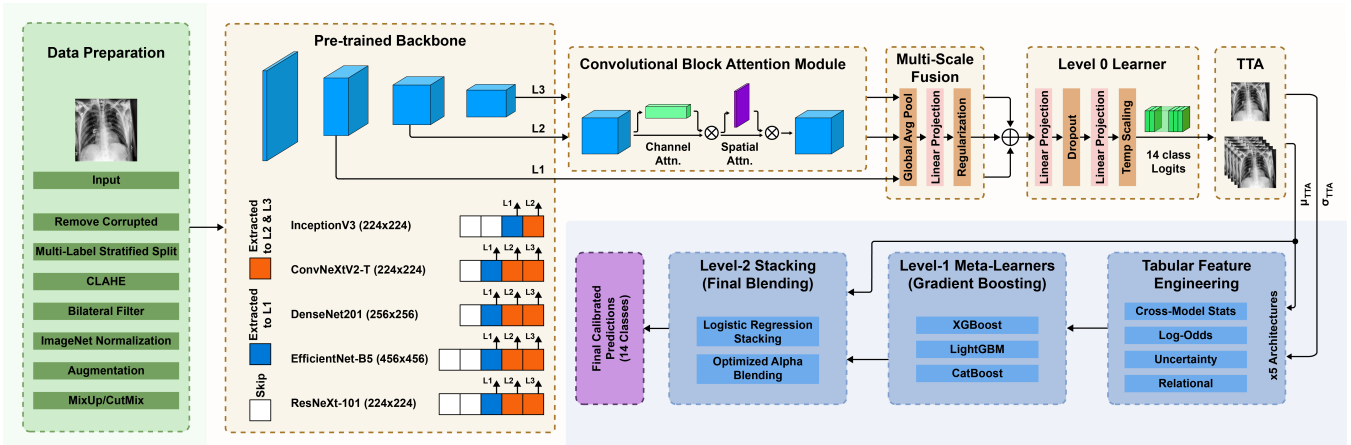 Data Preparation
Input
Remove Corrupted
Multi-Label Stratified Split
CLAHE
Bilateral Filter
ImageNet Normalization
Augmentation
MixUp/CutMix
Pre-trained Backbone
L3
L2
L1
Extracted
to L2 & L3
Extracted
to L1
Skip
InceptionV3 (224x224)
L1
L2
ConvNeXtV2-T (224x224)
L1
L2
L3
DenseNet201 (256x256)
L1
L2
L3
EfficientNet-B5 (456x456)
L1
L2
L3
ResNeXt-101 (224x224)
L1
L2
L3
Convolutional Block Attention Module
Channel
Attn.
Spatial
Attn.
Multi-Scale
Fusion
Global Avg Pool
Linear Projection
Regularization
Level 0 Learner
Linear Projection
Dropout
Linear Projection
Temp Scaling
14 class
Logits
TTA
μTTA
σTTA
Tabular Feature
Engineering
Cross-Model Stats
Log-Odds
Uncertainty
Relational
x5 Architectures
Level-1 Meta-Learners
(Gradient Boosting)
XGBoost
LightGBM
CatBoost
Level-2 Stacking
(Final Blending)
Logistic Regression
Stacking
Optimized Alpha
Blending
Final Calibrated
Predictions
(14 Classes)